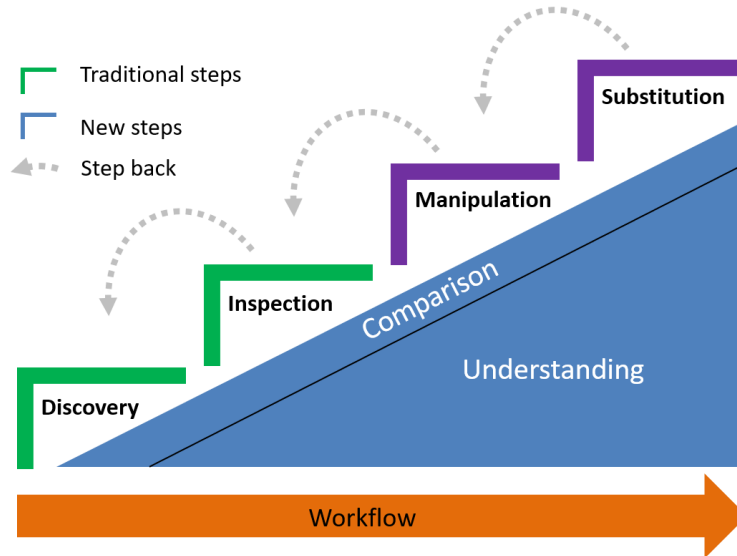 Traditional steps
New steps
Step back
Substitution
Manipulation
Inspection
Comparison
Understanding
Discovery
Workflow